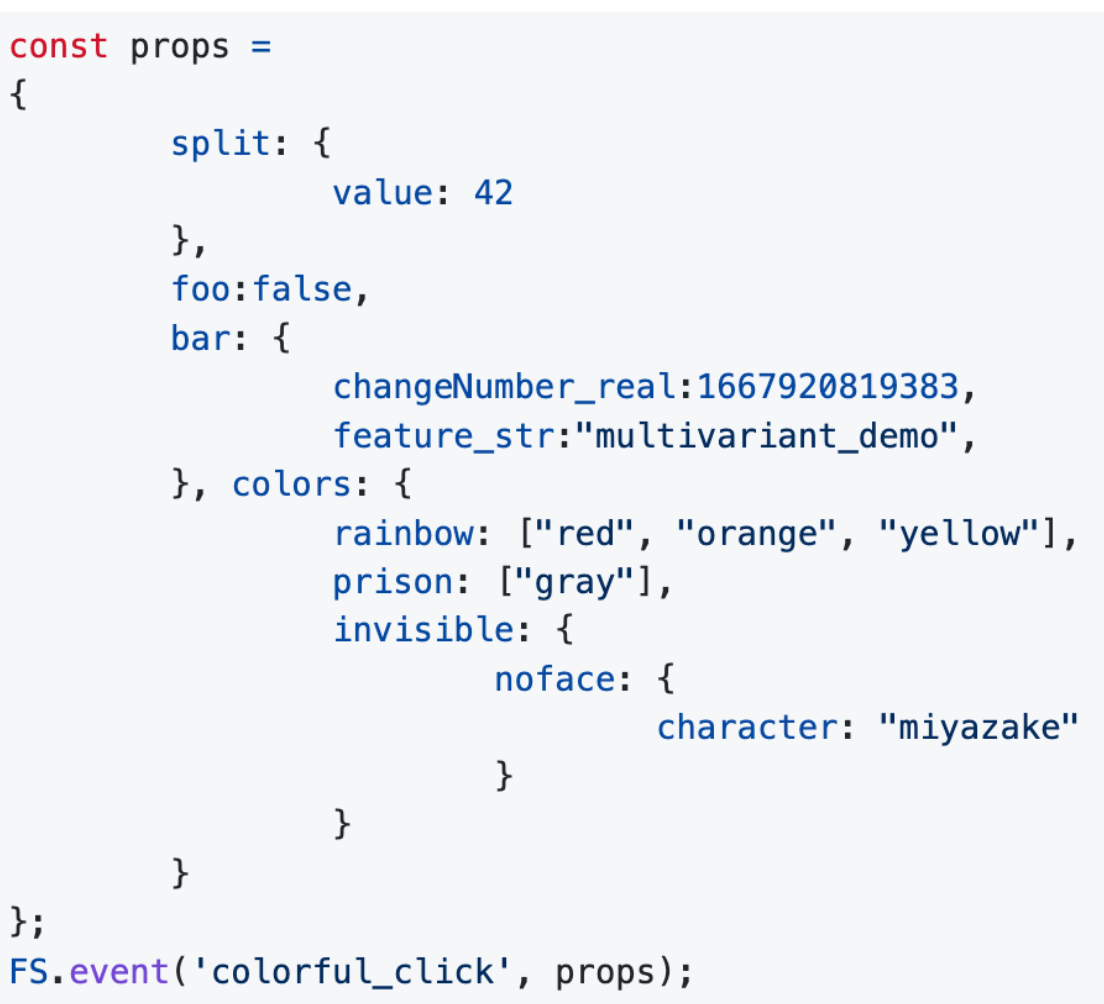 const props =
{
        split: {
                value: 42
        },
        foo:false,
        bar: {
                changeNumber_real:1667920819383,
                feature_str:"multivariant_demo",
        }, colors: {
                rainbow: ["red", "orange", "yellow"],
                prison: ["gray"],
                invisible: {
                        noface: {
                                character: "miyazake"
                        }
                }
        }
};
FS.event('colorful_click', props);